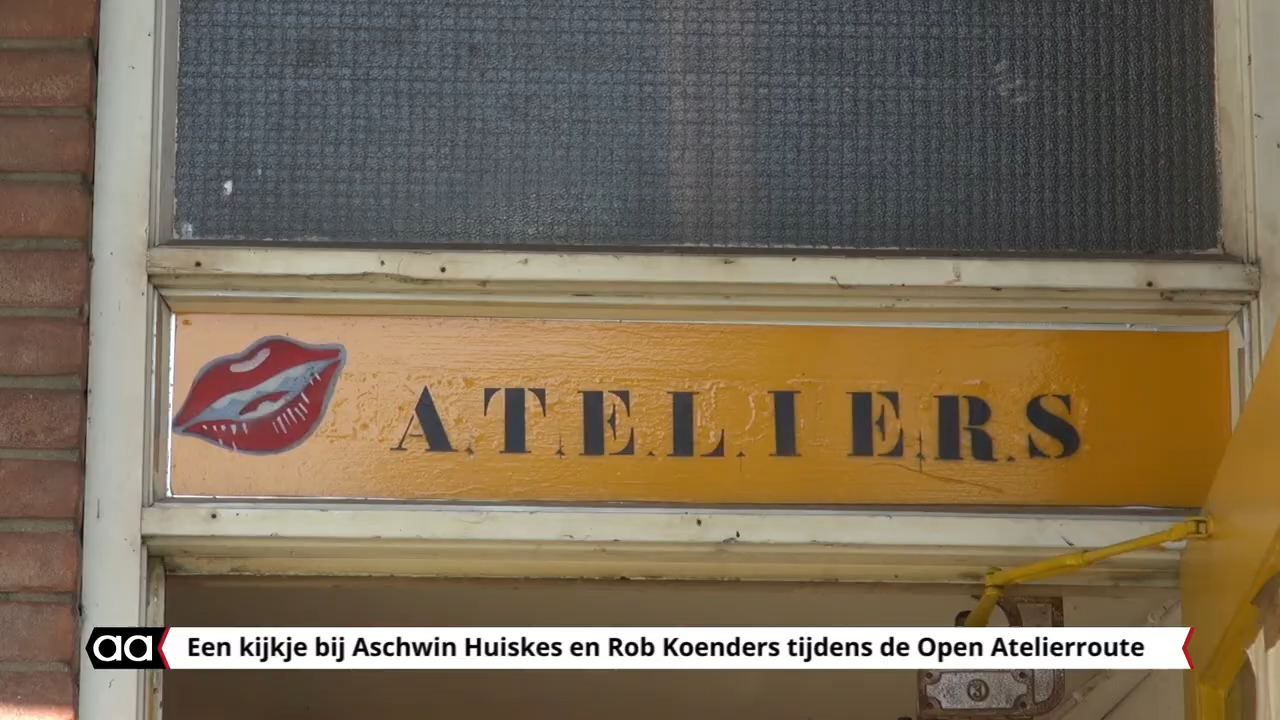 A.T.E.L.I E.R.S
aa Een kijkje bij Aschwin Huiskes en Rob Koenders tijdens de Open Atelierroute